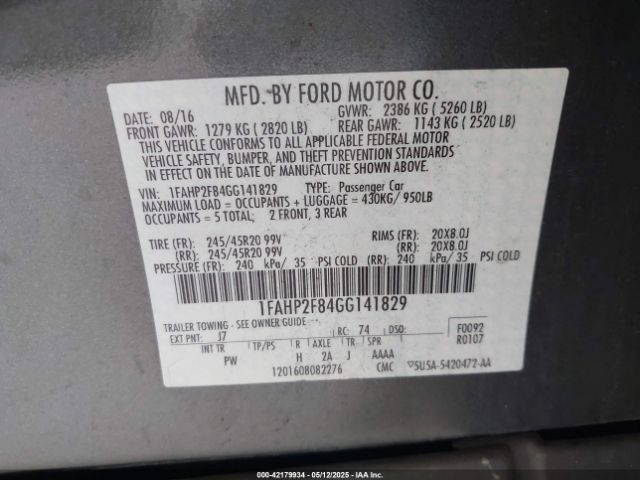 MFD. BY FORD MOTOR CO.
DATE: 08/16 GVWR: 2386 KG ( 5260 LB)
FRONT GAWR: 1279 KG ( 2820 LB) REAR GAWR: 1143 KG ( 2520 LB)
THIS VEHICLE CONFORMS TO ALL APPLICABLE FEDERAL MOTOR
VEHICLE SAFETY, BUMPER, AND THEFT PREVENTION STANDARDS
IN EFFECT ON THE DATE OF MANUFACTURE SHOWN ABOVE.
VIN: 1FAHP2F84GG141829 TYPE: Passenger Car
MAXIMUM LOAD = OCCUPANTS + LUGGAGE = 430KG/ 950LB
OCCUPANTS: 5 TOTAL; 2 FRONT, 3 REAR
TIRE (FR): 245/45R20 99V RIMS (FR): 20X8.0J
(RR): 245/45R20 99V (RR): 20X8.0J
PRESSURE (FR): 240 kPa/ 35 PSI COLD (RR): 240 kPa/ 35 PSI COLD
1FAHP2F84GG141829
TRAILER TOWING - SEE OWNER GUIDE
EXT PNT: J7 RC: 74 DSO: F0092
R0107
INT TR TP/PS R AXLE TR SPR
PW H 2A J AAAA
1201608082276 CMC ▽5U5A-5420472-AA
000-42179934 - 05/12/2025 - IAA Inc.